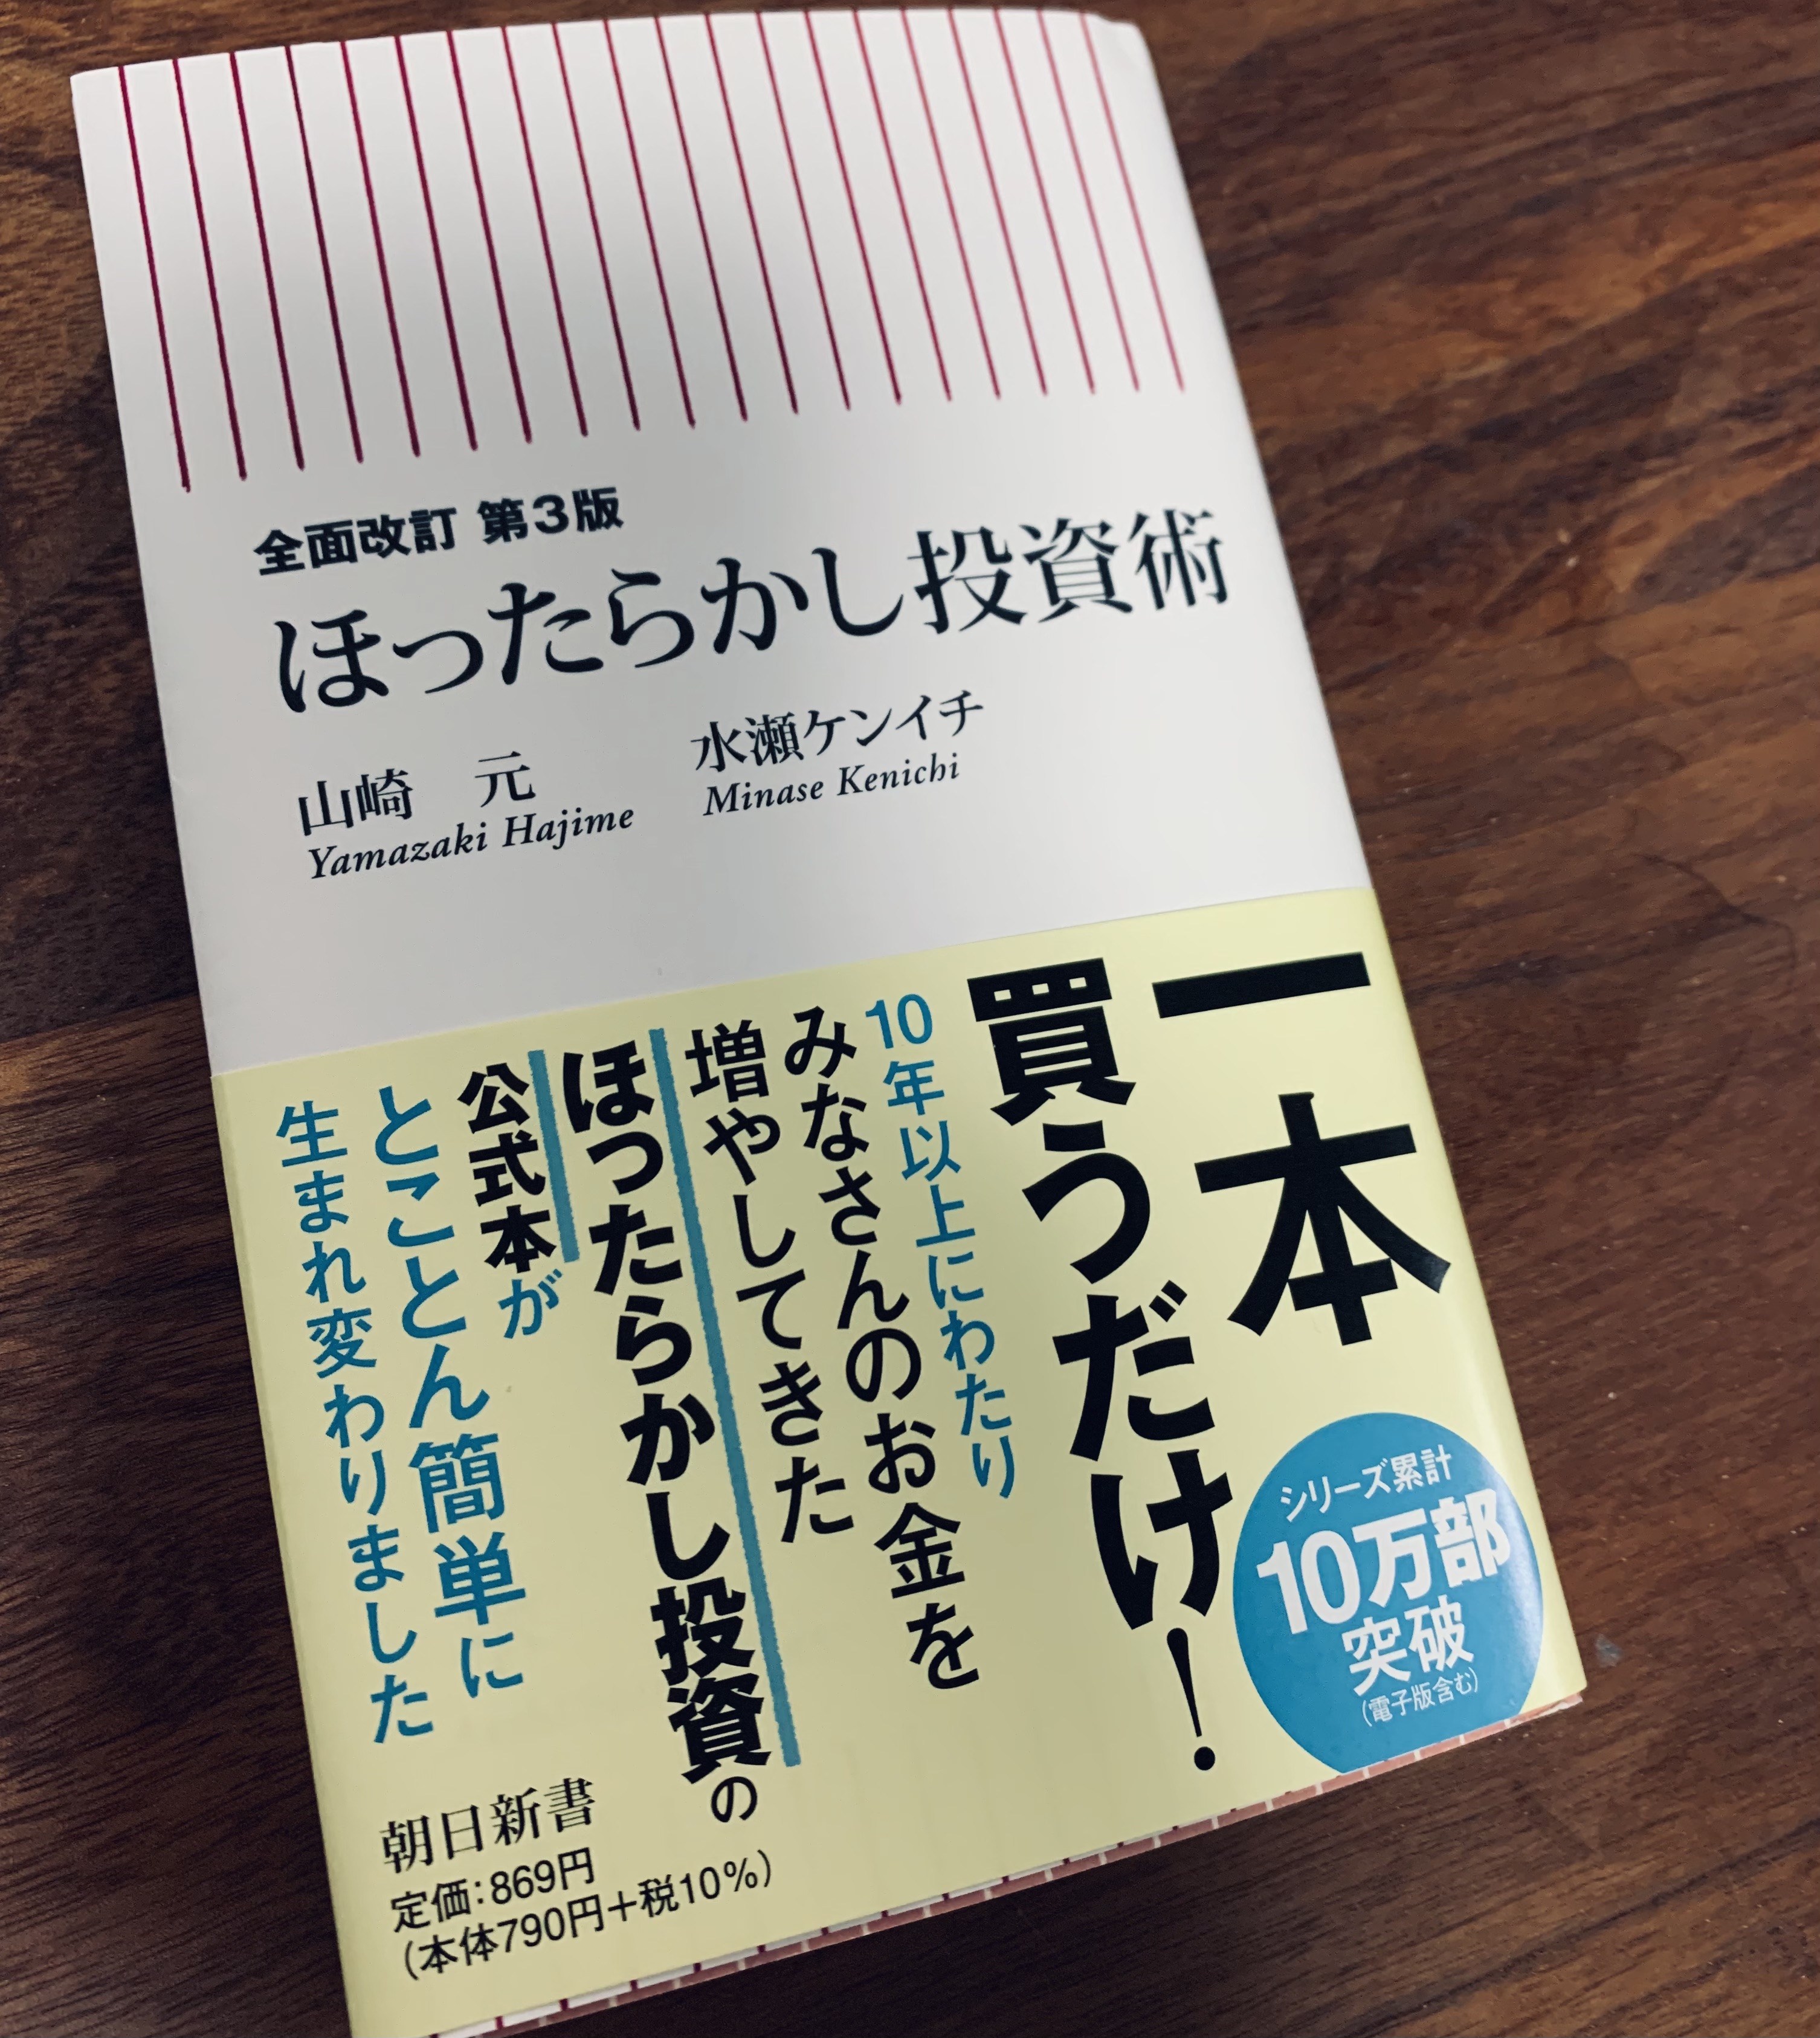 全面改訂 第3版
ほったらかし投資術
山崎 元
Yamazaki Hajime
水瀬ケンイチ
Minase Kenichi
一本
買うだけ!
10年以上にわたり
みなさんのお金を
増やしてきた
ほったらかし投資の
公式本が
とことん簡単に
生まれ変わりました
シリーズ累計
10万部
突破
(電子版含む)
朝日新書
定価:869円
(本体790円+税10%)